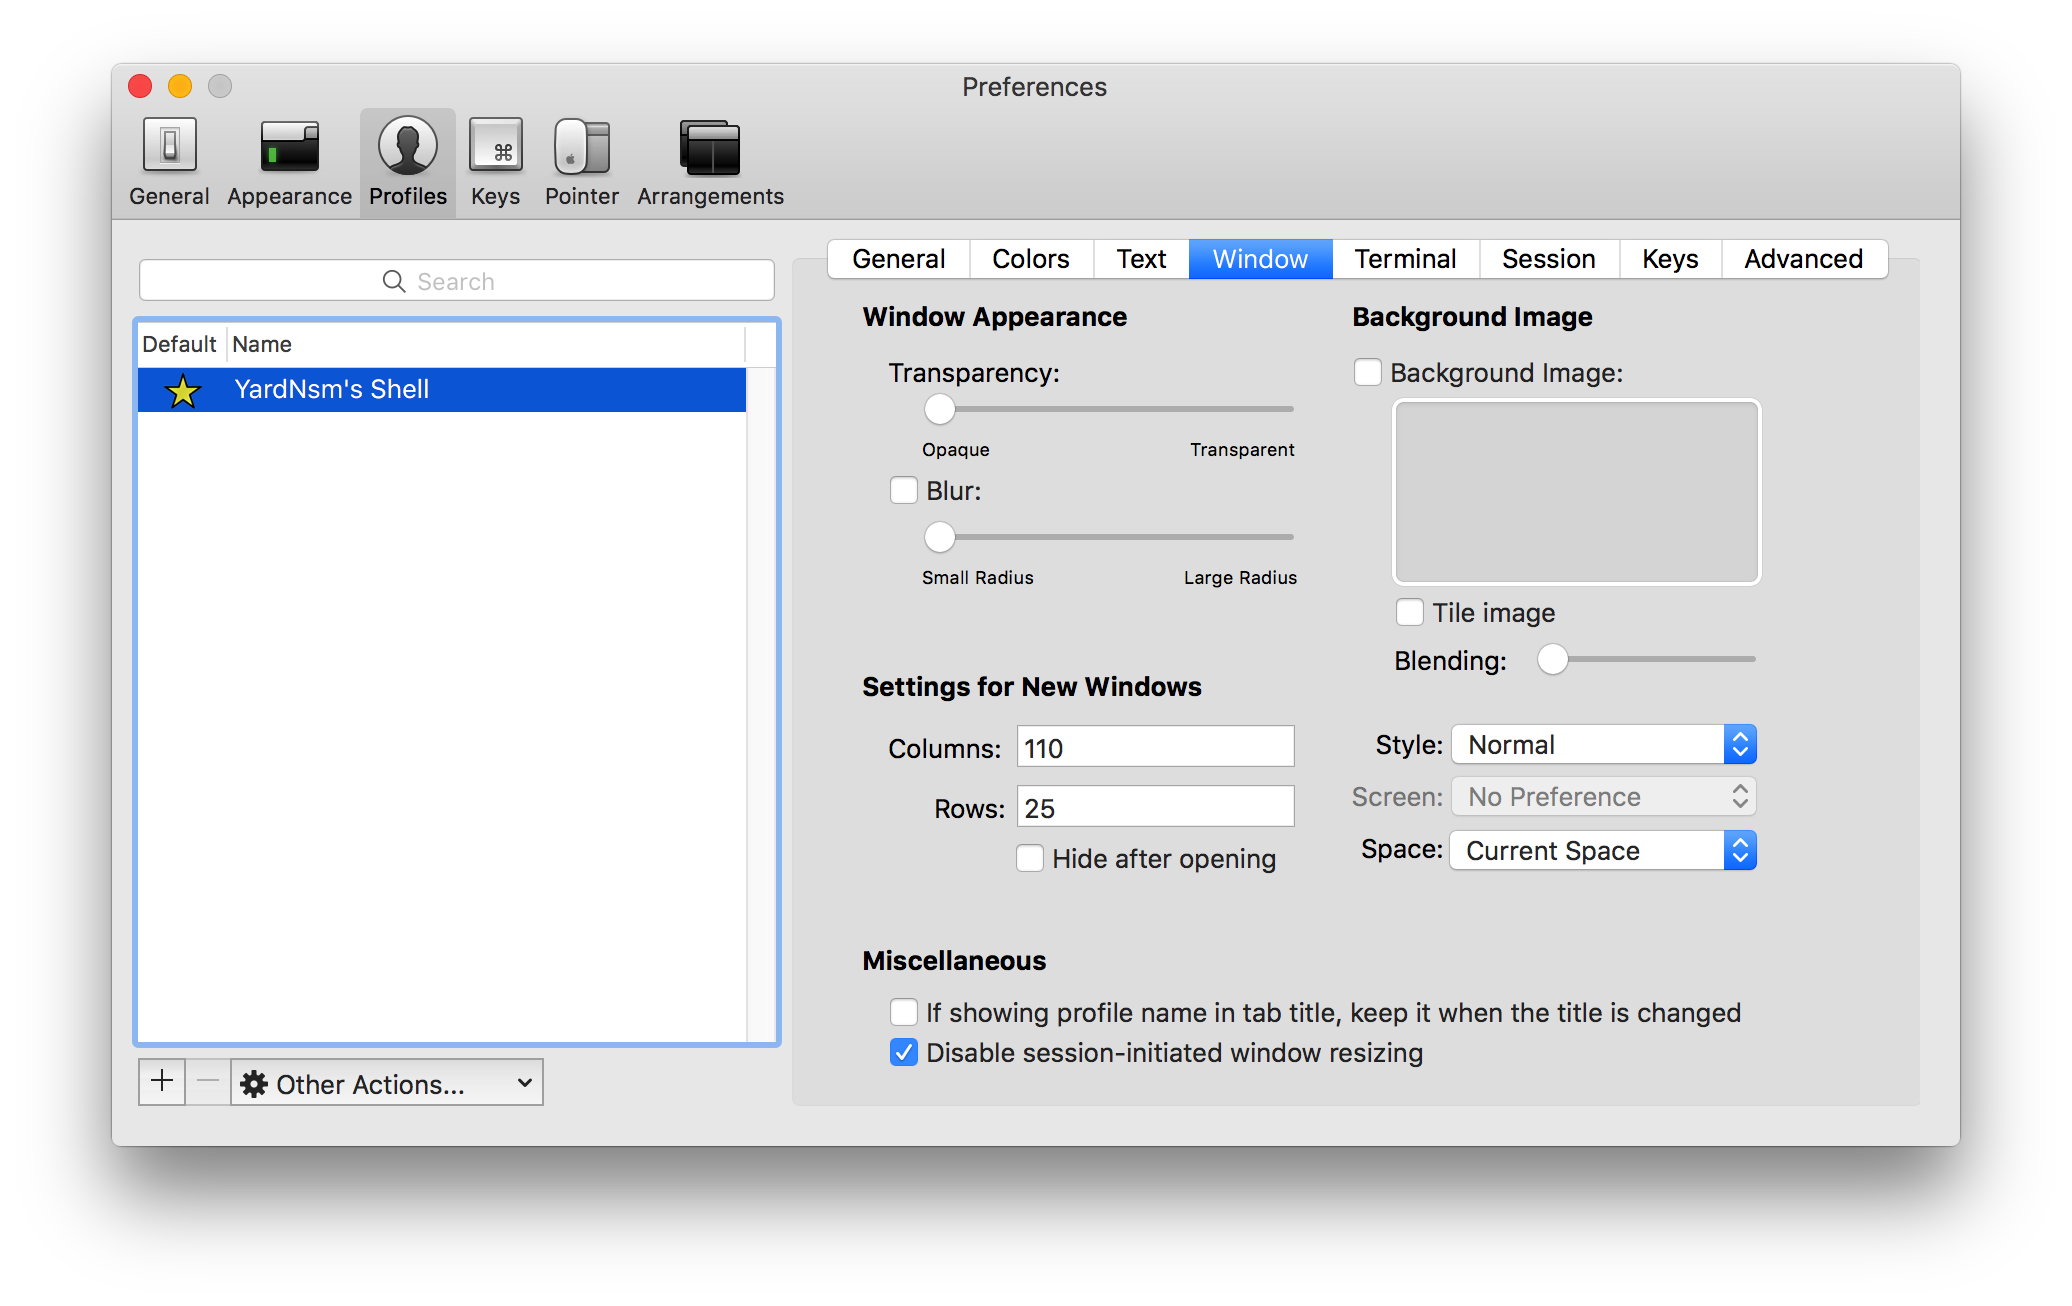 Preferences
General Appearance Profiles Keys Pointer Arrangements
Search
Default Name
YardNsm's Shell
Other Actions...
General Colors Text Window Terminal Session Keys Advanced
Window Appearance
Transparency:
Opaque Transparent
Blur:
Small Radius Large Radius
Background Image
Background Image:
Tile image
Blending:
Settings for New Windows
Columns: 110
Rows: 25
Hide after opening
Style: Normal
Screen: No Preference
Space: Current Space
Miscellaneous
If showing profile name in tab title, keep it when the title is changed
Disable session-initiated window resizing